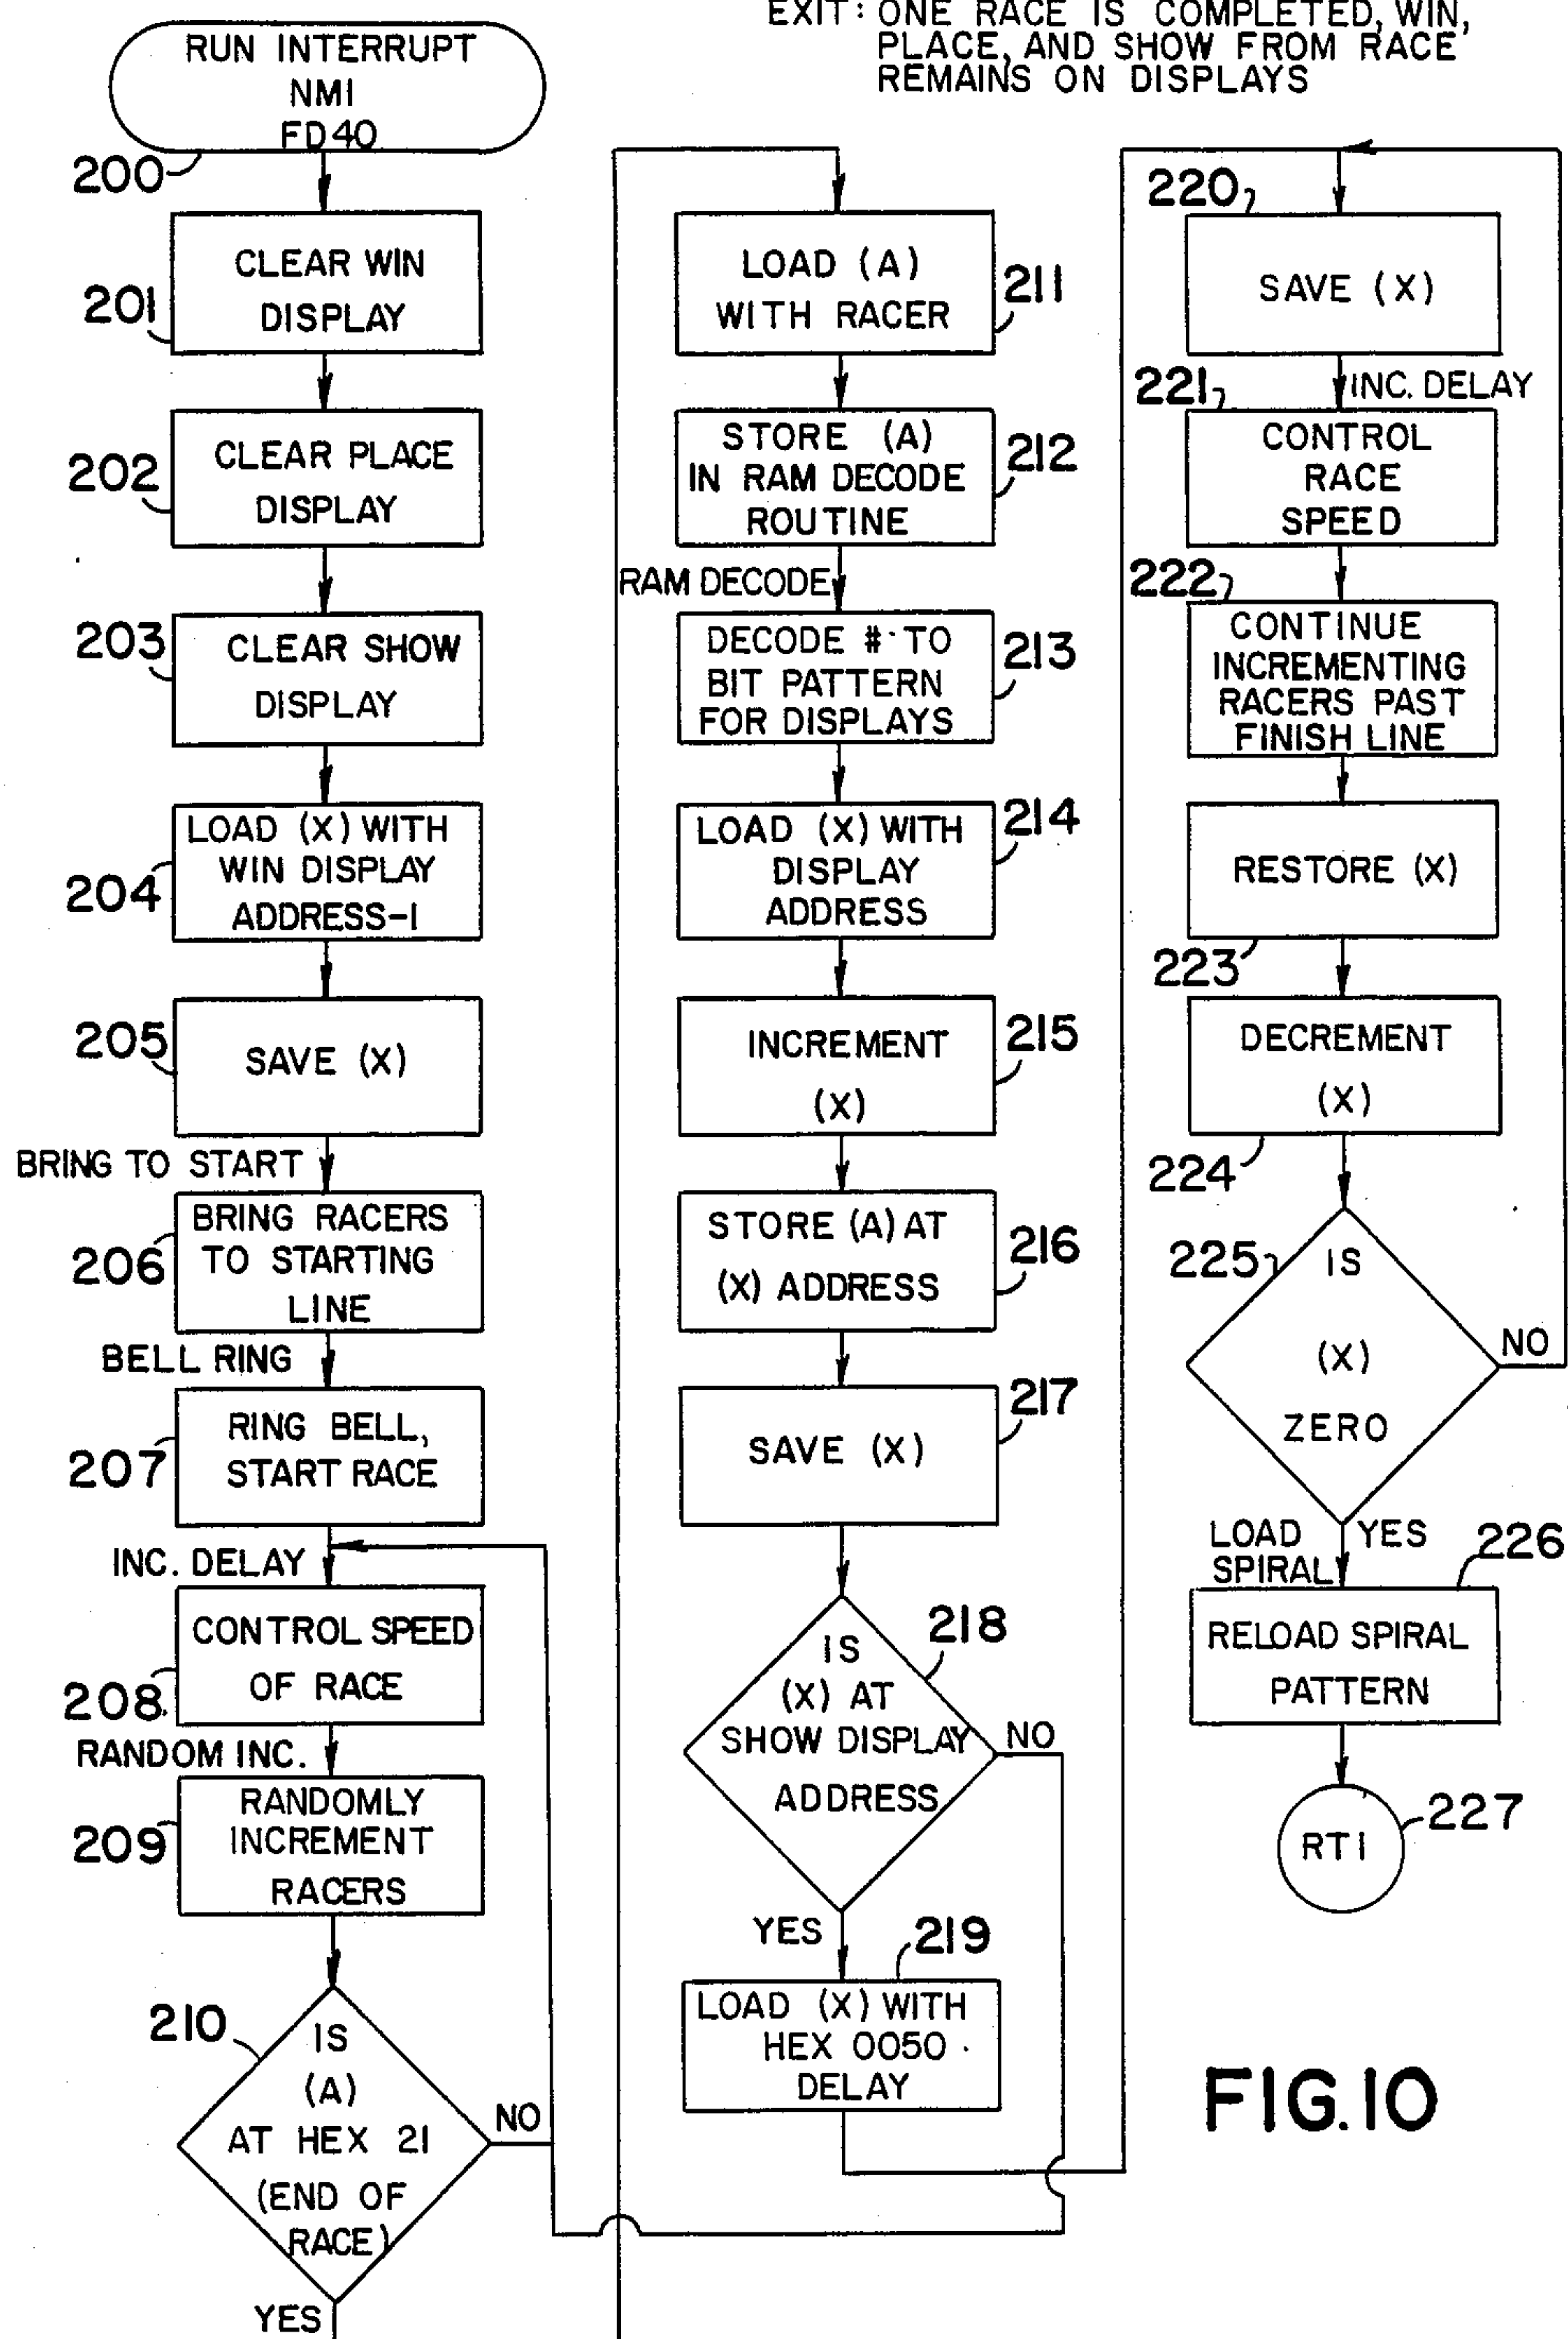 EXIT: ONE RACE IS COMPLETED, WIN,
PLACE, AND SHOW FROM RACE
REMAINS ON DISPLAYS
RUN INTERRUPT
NMI
FD40
200
CLEAR WIN
DISPLAY
201
CLEAR PLACE
DISPLAY
202
CLEAR SHOW
DISPLAY
203
LOAD (X) WITH
WIN DISPLAY
ADDRESS-1
204
SAVE (X)
205
BRING TO START
BRING RACERS
TO STARTING
LINE
206
BELL RING
RING BELL,
START RACE
207
INC. DELAY
CONTROL SPEED
OF RACE
208
RANDOM INC.
RANDOMLY
INCREMENT
RACERS
209
210
IS
(A)
AT HEX 21
(END OF
RACE)
NO
YES
LOAD (A)
WITH RACER
211
STORE (A)
IN RAM DECODE
ROUTINE
212
RAM DECODE
DECODE # TO
BIT PATTERN
FOR DISPLAYS
213
LOAD (X) WITH
DISPLAY
ADDRESS
214
INCREMENT
(X)
215
STORE (A) AT
(X) ADDRESS
216
SAVE (X)
217
IS
(X) AT
SHOW DISPLAY
ADDRESS
218
NO
YES
219
LOAD (X) WITH
HEX 0050
DELAY
220
SAVE (X)
INC. DELAY
221
CONTROL
RACE
SPEED
222
CONTINUE
INCREMENTING
RACERS PAST
FINISH LINE
RESTORE (X)
223
DECREMENT
(X)
224
225
IS
(X)
ZERO
NO
YES
LOAD
SPIRAL
226
RELOAD SPIRAL
PATTERN
RTI
227
FIG. 10